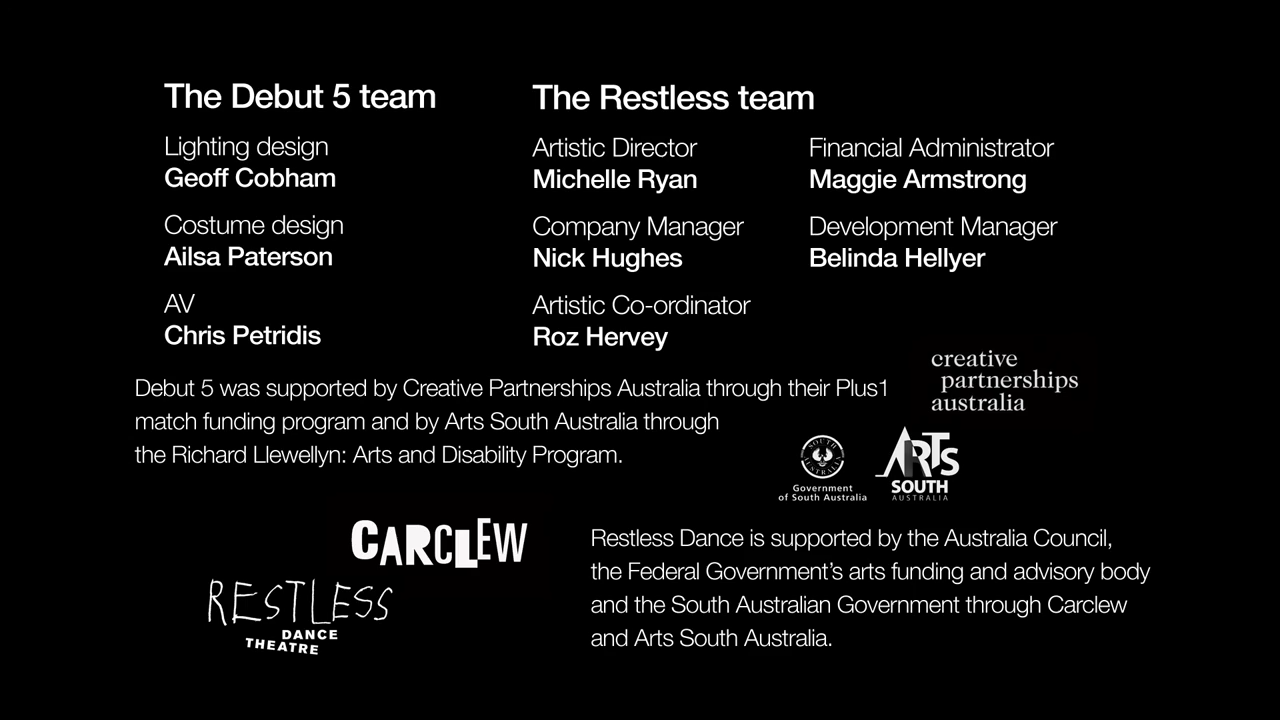 The Debut 5 team
Lighting design
Geoff Cobham
Costume design
Ailsa Paterson
AV
Chris Petridis
The Restless team
Artistic Director
Michelle Ryan
Company Manager
Nick Hughes
Artistic Co-ordinator
Roz Hervey
Financial Administrator
Maggie Armstrong
Development Manager
Belinda Hellyer
Debut 5 was supported by Creative Partnerships Australia through their Plus1
match funding program and by Arts South Australia through
the Richard Llewellyn: Arts and Disability Program.
creative
partnerships
australia
SOUTH
AUSTRALIA
Government
of South Australia
ARTS
SOUTH
AUSTRALIA
CARCLEW
RESTLESS
DANCE
THEATRE
Restless Dance is supported by the Australia Council,
the Federal Government's arts funding and advisory body
and the South Australian Government through Carclew
and Arts South Australia.